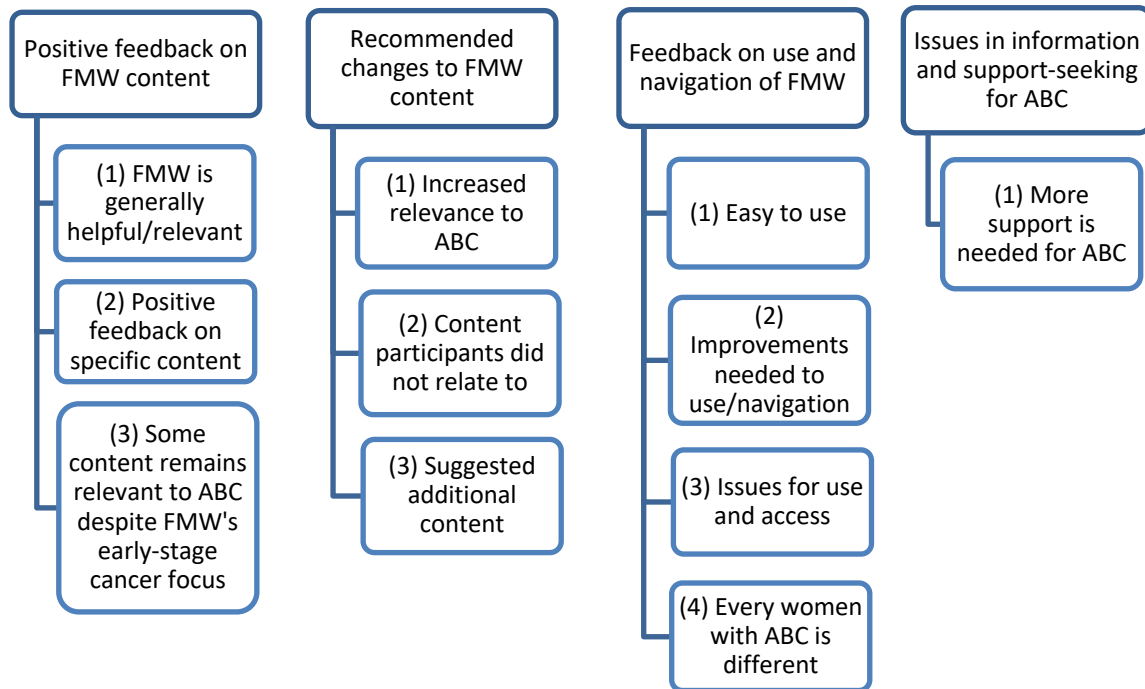 Positive feedback on
FMW content
(1) FMW is
generally
helpful/relevant
(2) Positive
feedback on
specific content
(3) Some
content remains
relevant to ABC
despite FMW's
early-stage
cancer focus
Recommended
changes to FMW
content
(1) Increased
relevance to
ABC
(2) Content
participants did
not relate to
(3) Suggested
additional
content
Feedback on use and
navigation of FMW
(1) Easy to use
(2)
Improvements
needed to
use/navigation
(3) Issues for use
and access
(4) Every women
with ABC is
different
Issues in information
and support-seeking
for ABC
(1) More
support is
needed for ABC